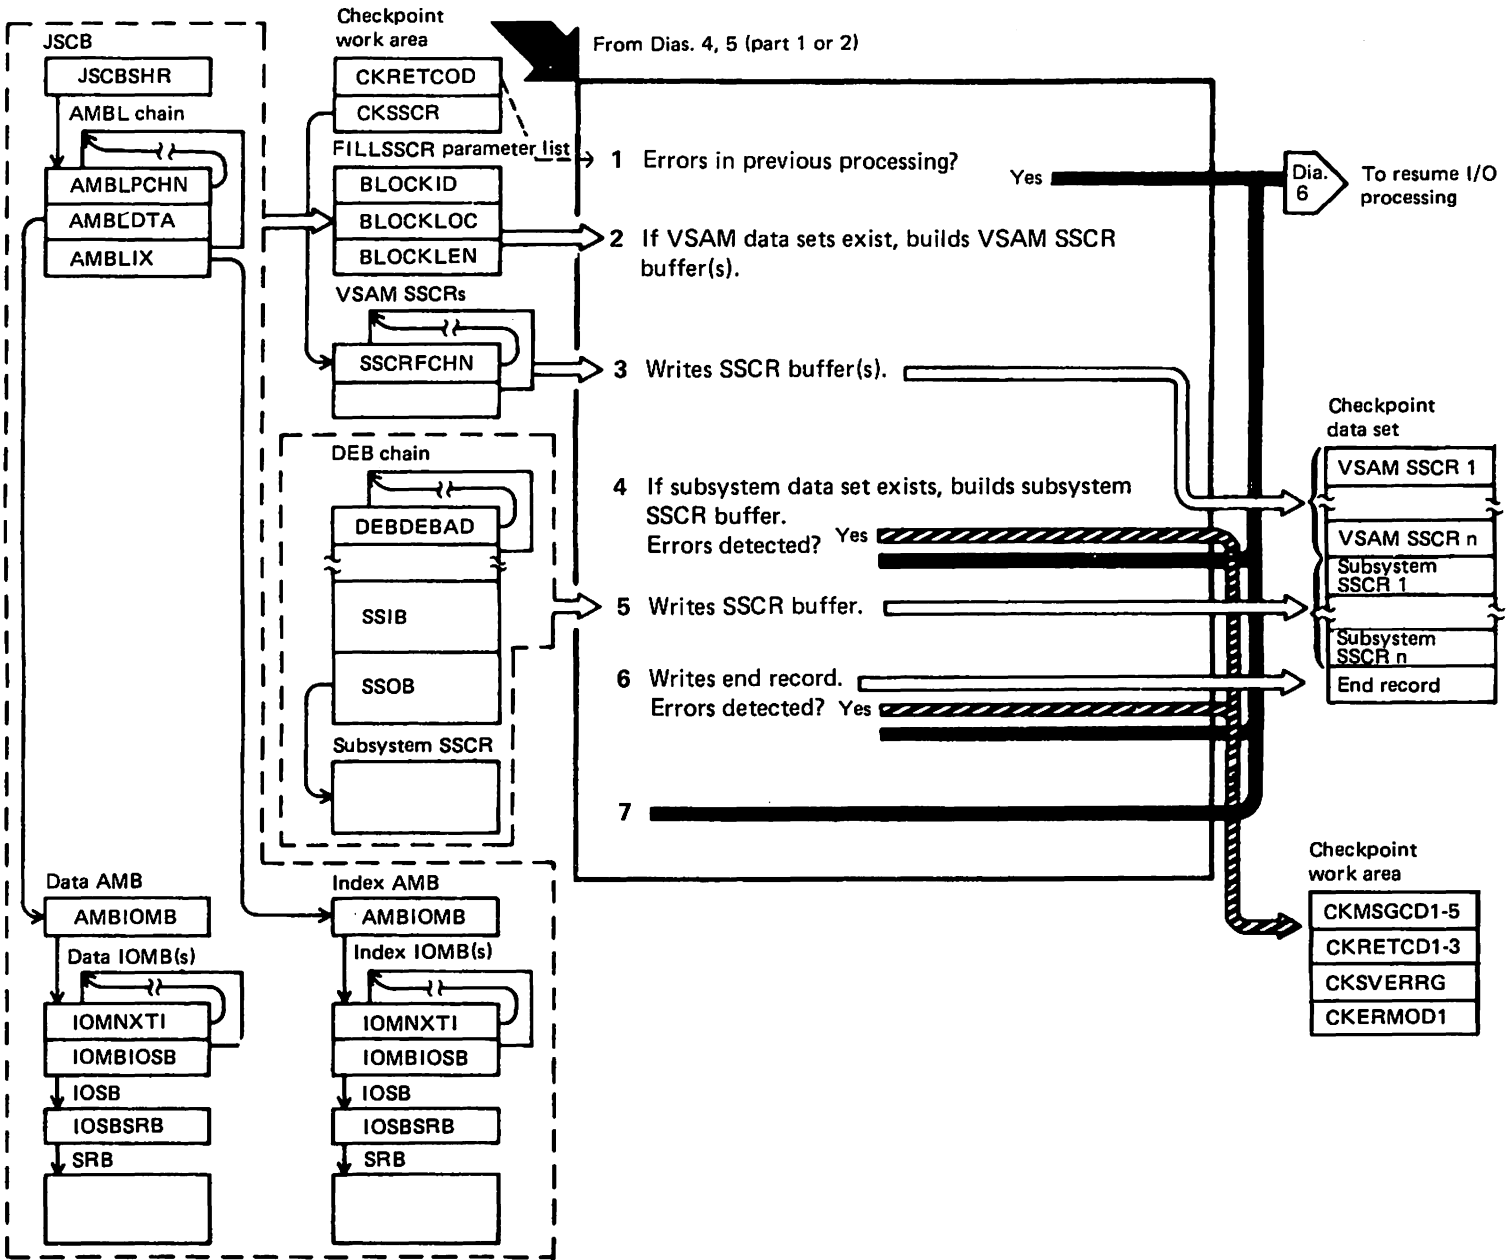 JSCB
JSCBSHR
AMBL chain
AMBLPCHN
AMBLDTA
AMBLIX
Checkpoint
work area
CKRETCOD
CKSSCR
FILLSSCR parameter list
BLOCKID
BLOCKLOC
BLOCKLEN
VSAM SSCRs
SSCRFCHN
DEB chain
DEBDEBAD
SSIB
SSOB
Subsystem SSCR
Data AMB
AMBIOMB
Data IOMB(s)
IOMNXTI
IOMBIOSB
IOSB
IOSBSRB
SRB
Index AMB
AMBIOMB
Index IOMB(s)
IOMNXTI
IOMBIOSB
IOSB
IOSBSRB
SRB
From Dias. 4, 5 (part 1 or 2)
1 Errors in previous processing?
Yes
Dia.
6
To resume I/O
processing
2 If VSAM data sets exist, builds VSAM SSCR
buffer(s).
3 Writes SSCR buffer(s).
4 If subsystem data set exists, builds subsystem
SSCR buffer.
Errors detected? Yes
5 Writes SSCR buffer.
6 Writes end record.
Errors detected? Yes
7
Checkpoint
data set
VSAM SSCR 1
VSAM SSCR n
Subsystem
SSCR 1
Subsystem
SSCR n
End record
Checkpoint
work area
CKMSGCD1-5
CKRETCD1-3
CKSVERRG
CKERMOD1